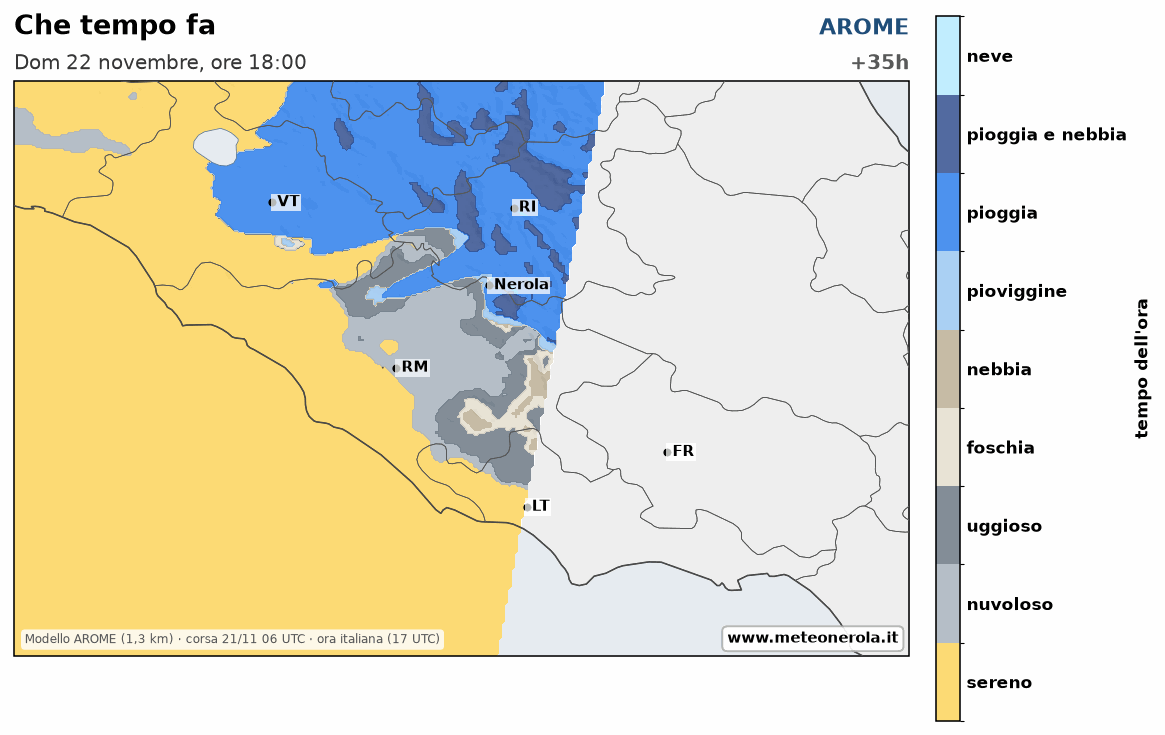 Che tempo fa
AROME
Dom 22 novembre, ore 18:00
+35h
neve
pioggia e nebbia
pioggia
pioviggine
nebbia
foschia
uggioso
nuvoloso
sereno
tempo dell'ora
VT
RI
Nerola
RM
FR
LT
Modello AROME (1,3 km) · corsa 21/11 06 UTC · ora italiana (17 UTC)
www.meteonerola.it